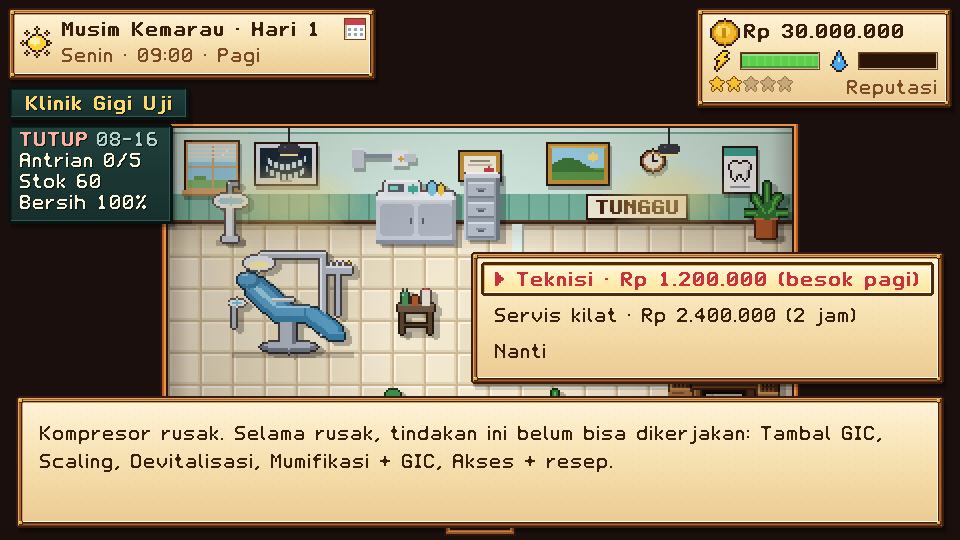 Musim Kemarau · Hari 1
Senin · 09:00 · Pagi
Rp 30.000.000
Reputasi
Klinik Gigi Uji
TUTUP 08-16
Antrian 0/5
Stok 60
Bersih 100%
TUNGGU
Teknisi · Rp 1.200.000 (besok pagi)
Servis kilat · Rp 2.400.000 (2 jam)
Nanti
Kompresor rusak. Selama rusak, tindakan ini belum bisa dikerjakan: Tambal GIC,
Scaling, Devitalisasi, Mumifikasi + GIC, Akses + resep.